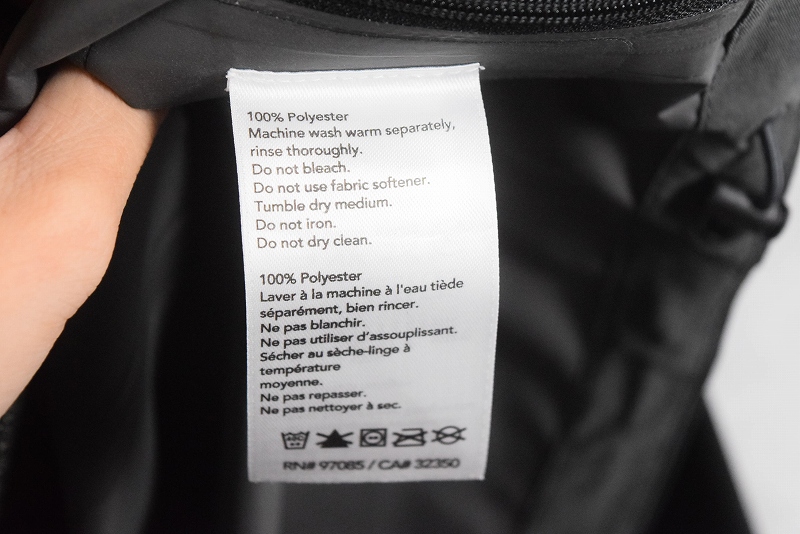 100% Polyester
Machine wash warm separately,
rinse thoroughly.
Do not bleach.
Do not use fabric softener.
Tumble dry medium.
Do not iron.
Do not dry clean.
100% Polyester
Laver à la machine à l'eau tiède
séparément, bien rincer.
Ne pas blanchir.
Ne pas utiliser d'assouplissant.
Sécher au sèche-linge à
température
moyenne.
Ne pas repasser.
Ne pas nettoyer à sec.
RN# 97085 / CA# 32350